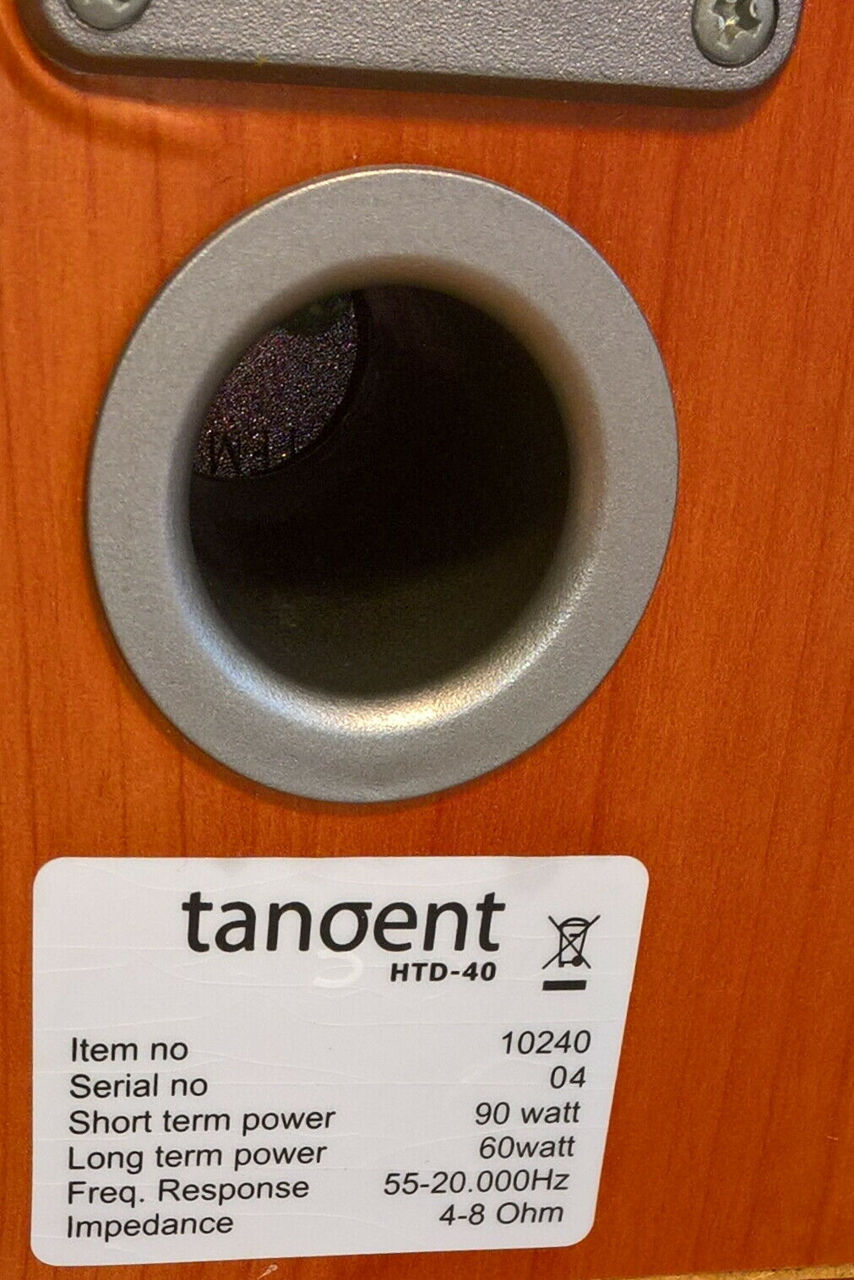 tangent
HTD-40
Item no 10240
Serial no 04
Short term power 90 watt
Long term power 60watt
Freq. Response 55-20.000Hz
Impedance 4-8 Ohm